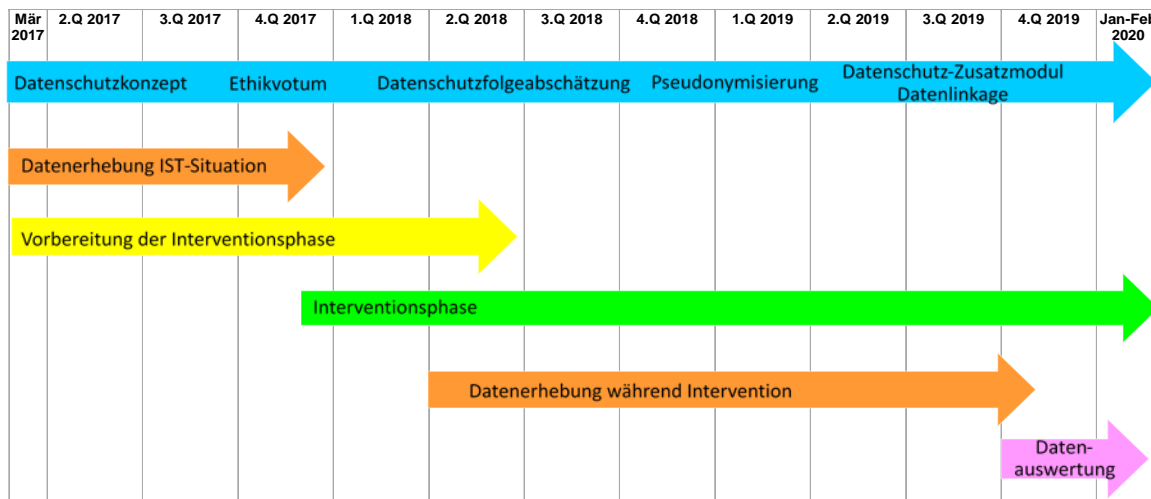 Mär 2017
2.Q 2017
3.Q 2017
4.Q 2017
1.Q 2018
2.Q 2018
3.Q 2018
4.Q 2018
1.Q 2019
2.Q 2019
3.Q 2019
4.Q 2019
Jan-Feb 2020
Datenschutzkonzept
Ethikvotum
Datenschutzfolgeabschätzung
Pseudonymisierung
Datenschutz-Zusatzmodul
Datenlinkage
Datenerhebung IST-Situation
Vorbereitung der Interventionsphase
Interventionsphase
Datenerhebung während Intervention
Daten-
auswertung